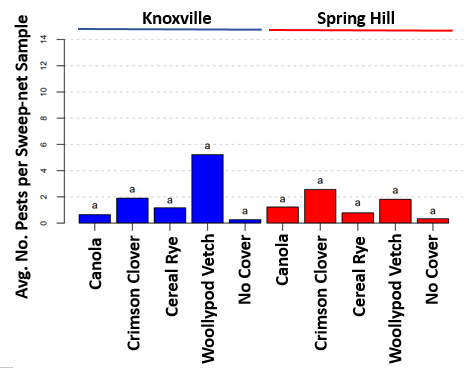 Knoxville Spring Hill
Avg. No. Pests per Sweep-net Sample
14
12
10
8
6
4
2
0
a a a a a a a a a a
Canola
Crimson Clover
Cereal Rye
Woollypod Vetch
No Cover
Canola
Crimson Clover
Cereal Rye
Woollypod Vetch
No Cover